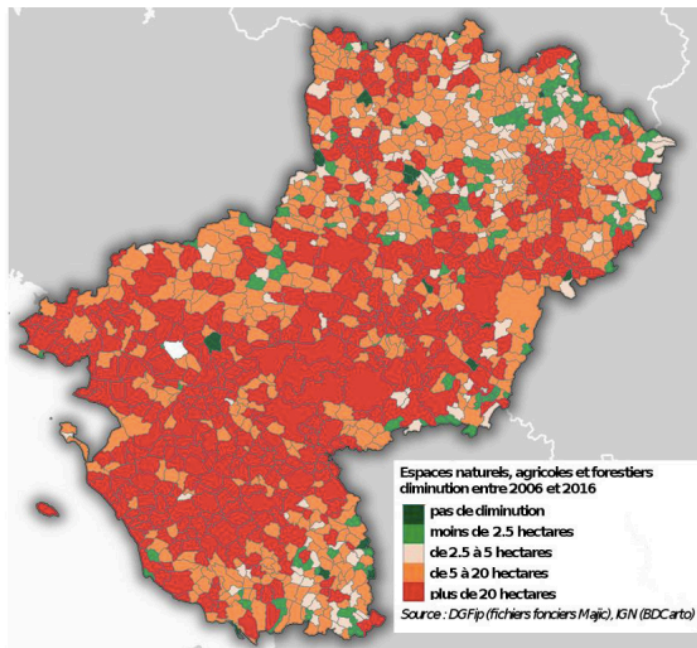 Espaces naturels, agricoles et forestiers
diminution entre 2006 et 2016
pas de diminution
moins de 2.5 hectares
de 2.5 à 5 hectares
de 5 à 20 hectares
plus de 20 hectares
Source : DGFip (fichiers fonciers Majic), IGN (BDCarto)